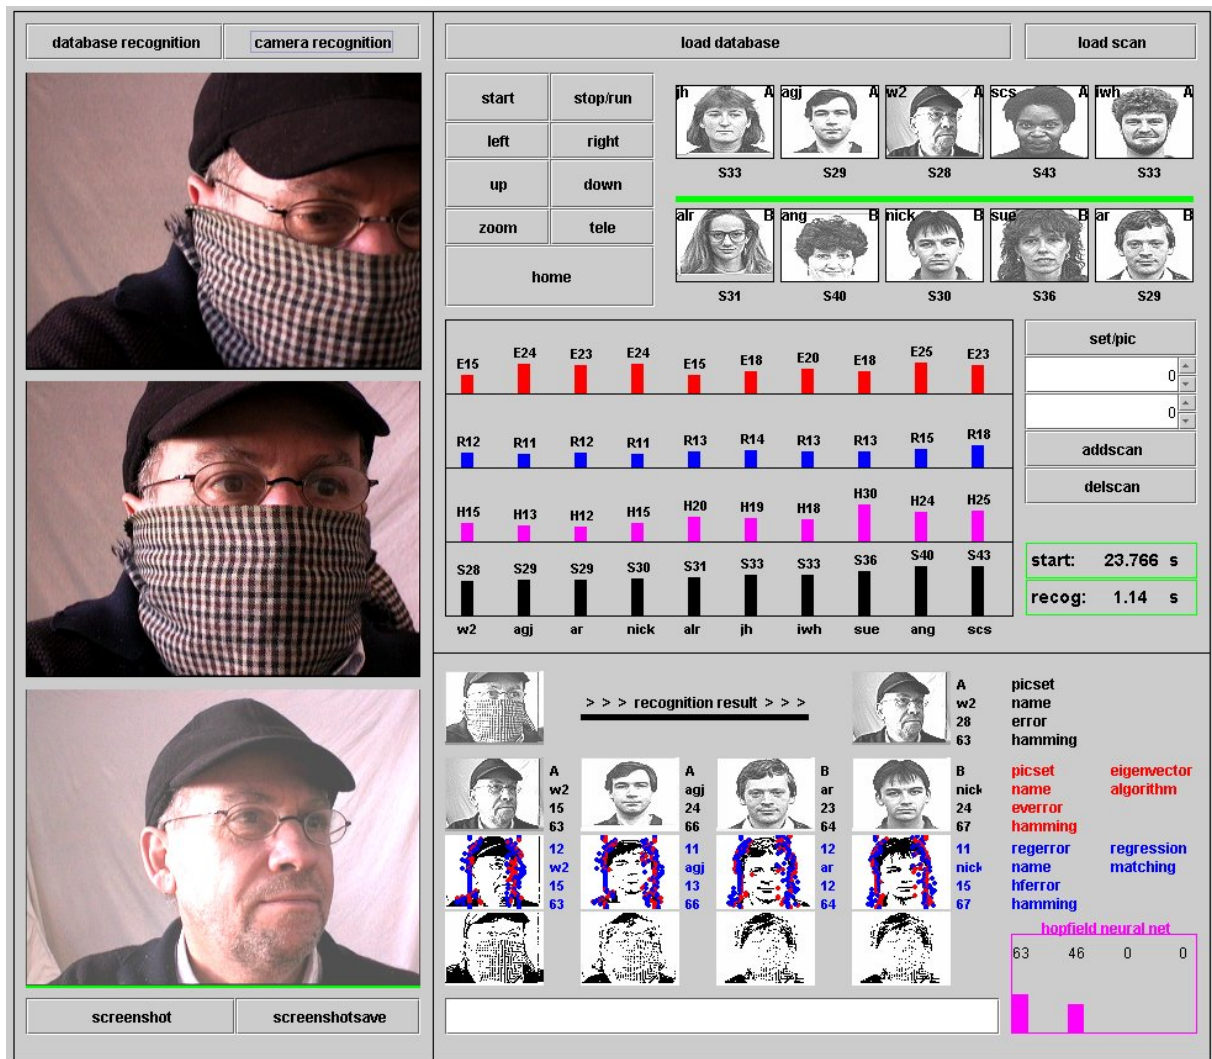 database recognition camera recognition load database load scan
start stop/run
left right
up down
zoom tele
home
jh A agj A w2 A scs A iwh A
S33 S29 S28 S43 S33
alr B ang B nick B sue B ar B
S31 S40 S30 S36 S29
E15 E24 E23 E24 E15 E18 E20 E18 E25 E23
R12 R11 R12 R11 R13 R14 R13 R13 R15 R18
H15 H13 H12 H15 H20 H19 H18 H30 H24 H25
S28 S29 S29 S30 S31 S33 S33 S36 S40 S43
w2 agj ar nick alr jh iwh sue ang scs
set/pic
0
0
addscan
delscan
start: 23.766 s
recog: 1.14 s
> > > recognition result > > >
A picset
w2 name
28 error
63 hamming
A A B B picset eigenvector
w2 agj ar nick name algorithm
15 24 23 24 everror
63 66 64 67 hamming
12 11 12 11 regerror regression
w2 agj ar nick name matching
15 13 12 15 hferror
63 66 64 67 hamming
hopfield neural net
63 46 0 0
screenshot screenshotsave